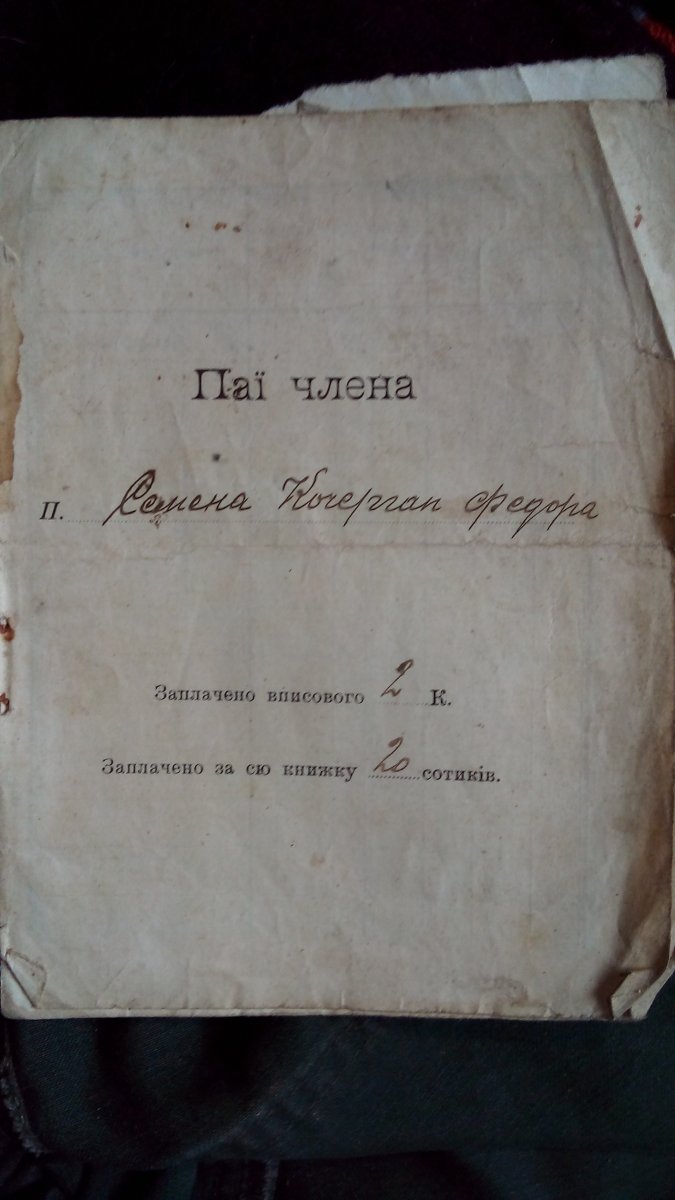 Паї члена
П. Семена Кочерган Федора
Заплачено вписового 2 К.
Заплачено за сю книжку 20 сотиків.